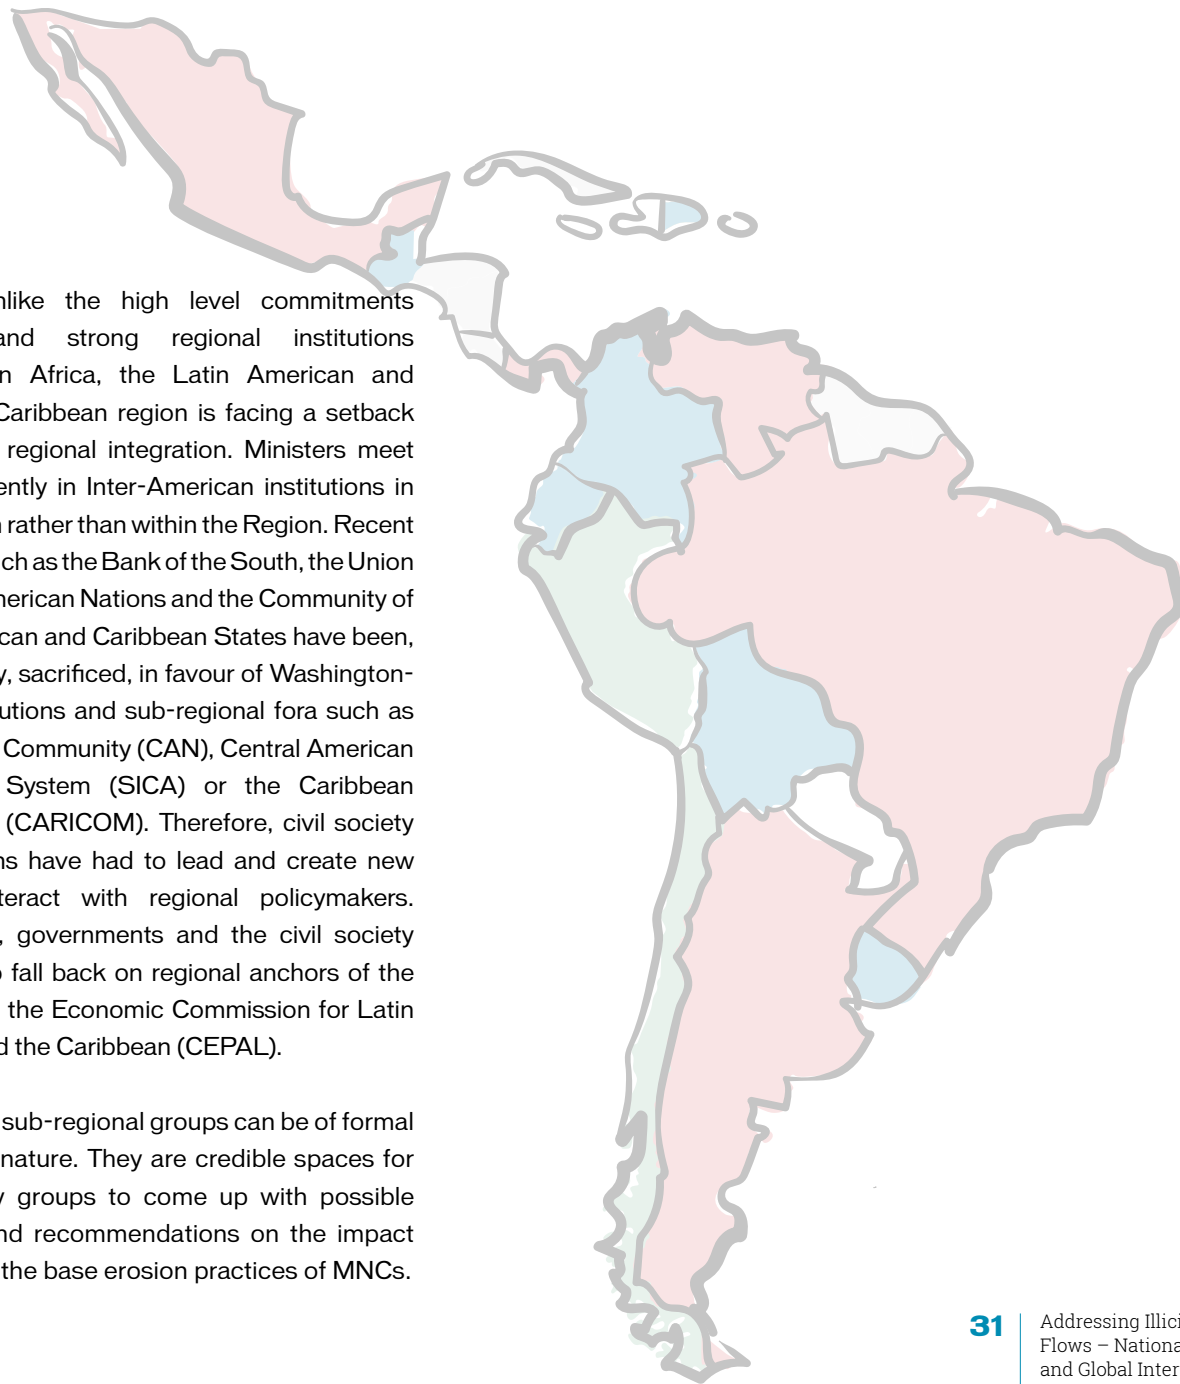 nlike the high level commitments
and strong regional institutions
n Africa, the Latin American and
Caribbean region is facing a setback
regional integration. Ministers meet
ently in Inter-American institutions in
n rather than within the Region. Recent
ch as the Bank of the South, the Union
merican Nations and the Community of
ican and Caribbean States have been,
y, sacrificed, in favour of Washington-
utions and sub-regional fora such as
Community (CAN), Central American
System (SICA) or the Caribbean
(CARICOM). Therefore, civil society
ns have had to lead and create new
teract with regional policymakers.
, governments and the civil society
o fall back on regional anchors of the
the Economic Commission for Latin
d the Caribbean (CEPAL).
sub-regional groups can be of formal
nature. They are credible spaces for
y groups to come up with possible
nd recommendations on the impact
the base erosion practices of MNCs.
31
Addressing Illici
Flows – Nationa
and Global Inter